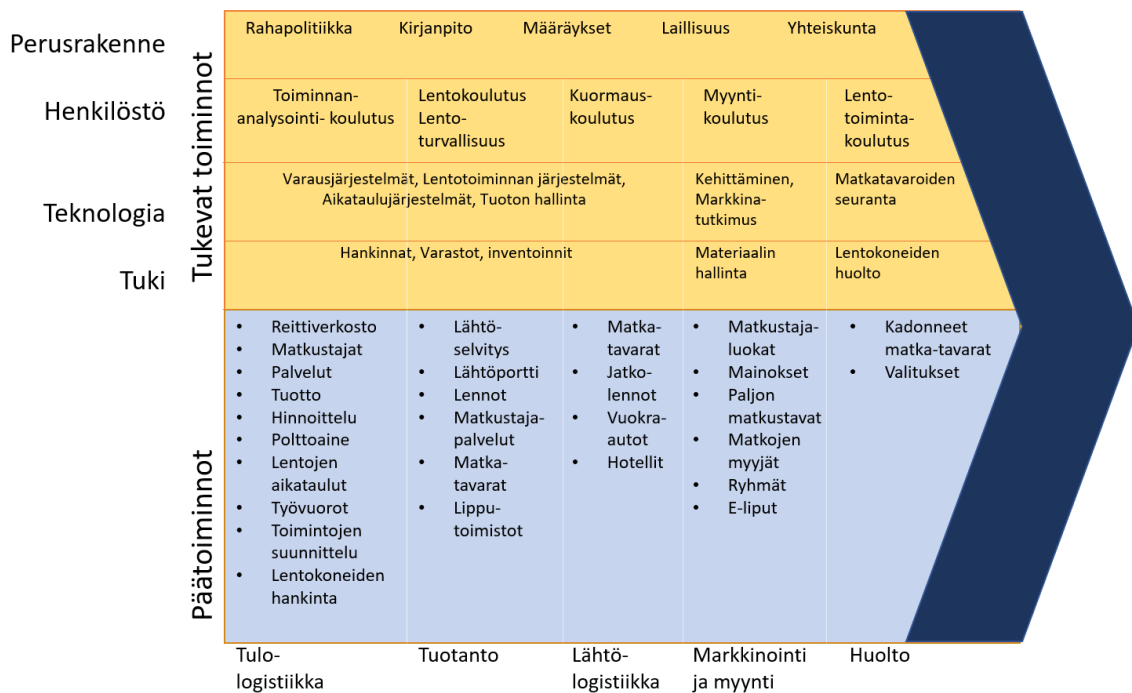 Perusrakenne
Rahapolitiikka Kirjanpito Määräykset Laillisuus Yhteiskunta
Tukevat toiminnot
Henkilöstö
Toiminnan-
analysointi- koulutus
Lentokoulutus
Lento-
turvallisuus
Kuormaus-
koulutus
Myynti-
koulutus
Lento-
toiminta-
koulutus
Teknologia
Varausjärjestelmät, Lentotoiminnan järjestelmät,
Aikataulujärjestelmät, Tuoton hallinta
Kehittäminen,
Markkina-
tutkimus
Matkatavaroiden
seuranta
Tuki
Hankinnat, Varastot, inventoinnit
Materiaalin
hallinta
Lentokoneiden
huolto
Päätoiminnot
• Reittiverkosto
• Matkustajat
• Palvelut
• Tuotto
• Hinnoittelu
• Polttoaine
• Lentojen
aikataulut
• Työvuorot
• Toimintojen
suunnittelu
• Lentokoneiden
hankinta
• Lähtö-
selvitys
• Lähtöportti
• Lennot
• Matkustaja-
palvelut
• Matka-
tavarat
• Lippu-
toimistot
• Matka-
tavarat
• Jatko-
lennot
• Vuokra-
autot
• Hotellit
• Matkustaja-
luokat
• Mainokset
• Paljon
matkustavat
• Matkojen
myyjät
• Ryhmät
• E-liput
• Kadonneet
matka-tavarat
• Valitukset
Tulo-
logistiikka
Tuotanto
Lähtö-
logistiikka
Markkinointi
ja myynti
Huolto